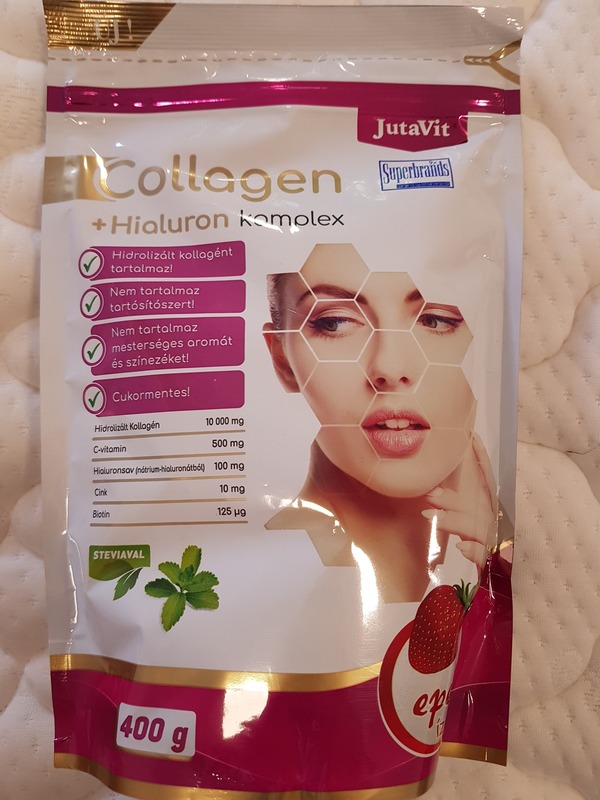 ÚJ!
JutaVit
Superbrands
Collagen
+Hialuron komplex
Hidrolizált kollagént
tartalmaz!
Nem tartalmaz
tartósítószert!
Nem tartalmaz
mesterséges aromát
és színezéket!
Cukormentes!
Hidrolizált Kollagén 10 000 mg
C-vitamin 500 mg
Hialuronsav (nátrium-hialuronátból) 100 mg
Cink 10 mg
Biotin 125 µg
STEVIAVAL
400 g